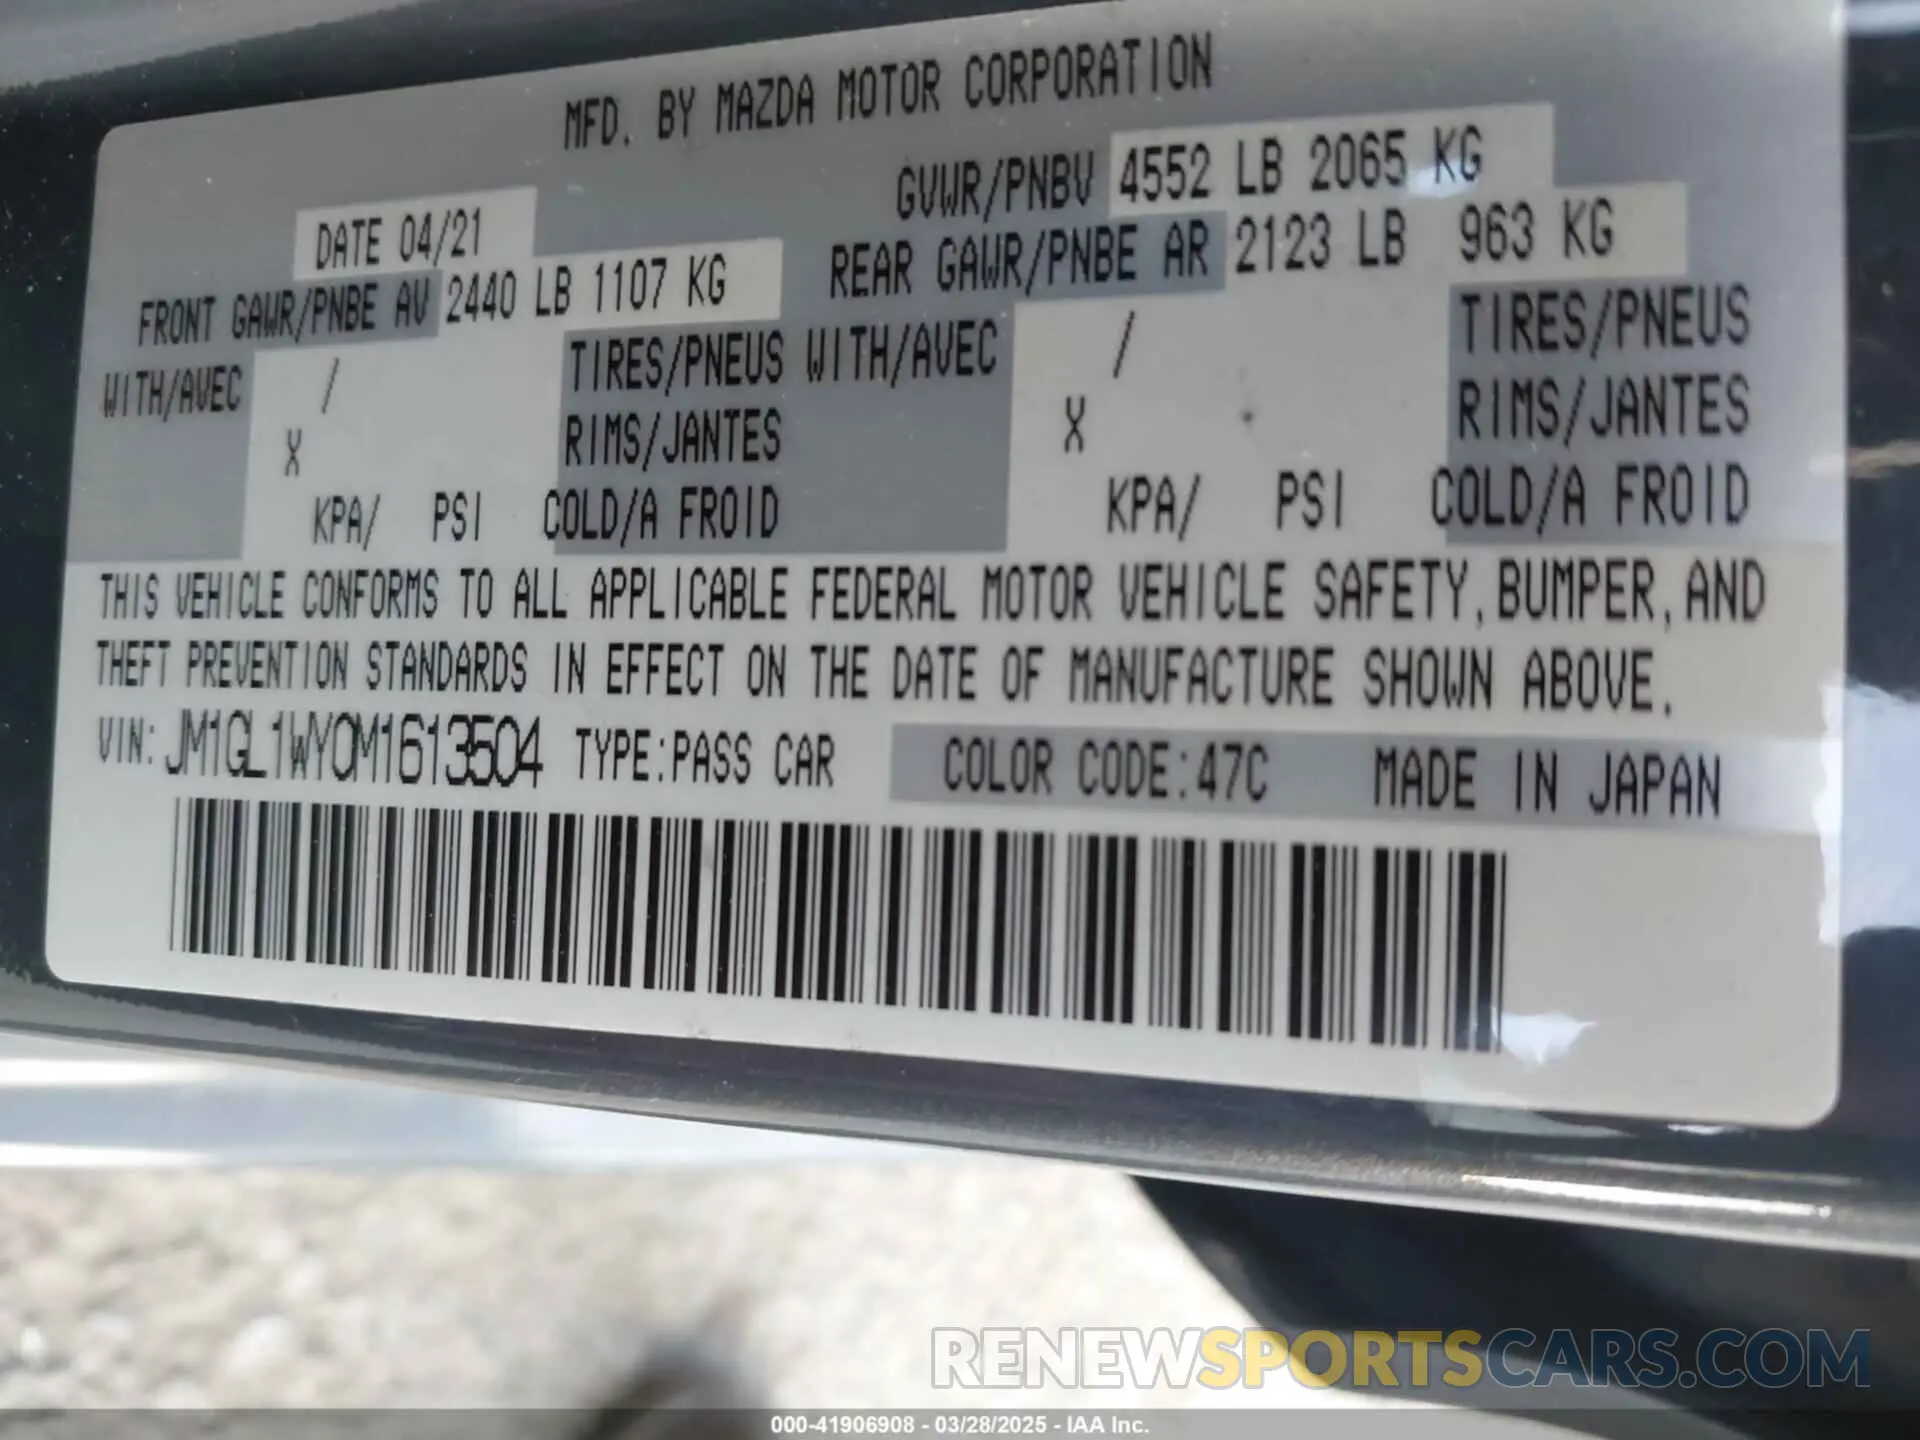 MFD. BY MAZDA MOTOR CORPORATION
DATE 04/21 GVWR/PNBV 4552 LB 2065 KG
FRONT GAWR/PNBE AV 2440 LB 1107 KG REAR GAWR/PNBE AR 2123 LB 963 KG
WITH/AVEC / TIRES/PNEUS WITH/AVEC / TIRES/PNEUS
X RIMS/JANTES X RIMS/JANTES
KPA/ PSI COLD/A FROID KPA/ PSI COLD/A FROID
THIS VEHICLE CONFORMS TO ALL APPLICABLE FEDERAL MOTOR VEHICLE SAFETY, BUMPER, AND
THEFT PREVENTION STANDARDS IN EFFECT ON THE DATE OF MANUFACTURE SHOWN ABOVE.
VIN: JM1GL1WY0M1613504 TYPE: PASS CAR COLOR CODE: 47C MADE IN JAPAN
RENEWSPORTSCARS.COM
000-41906908 - 03/28/2025 - IAA Inc.